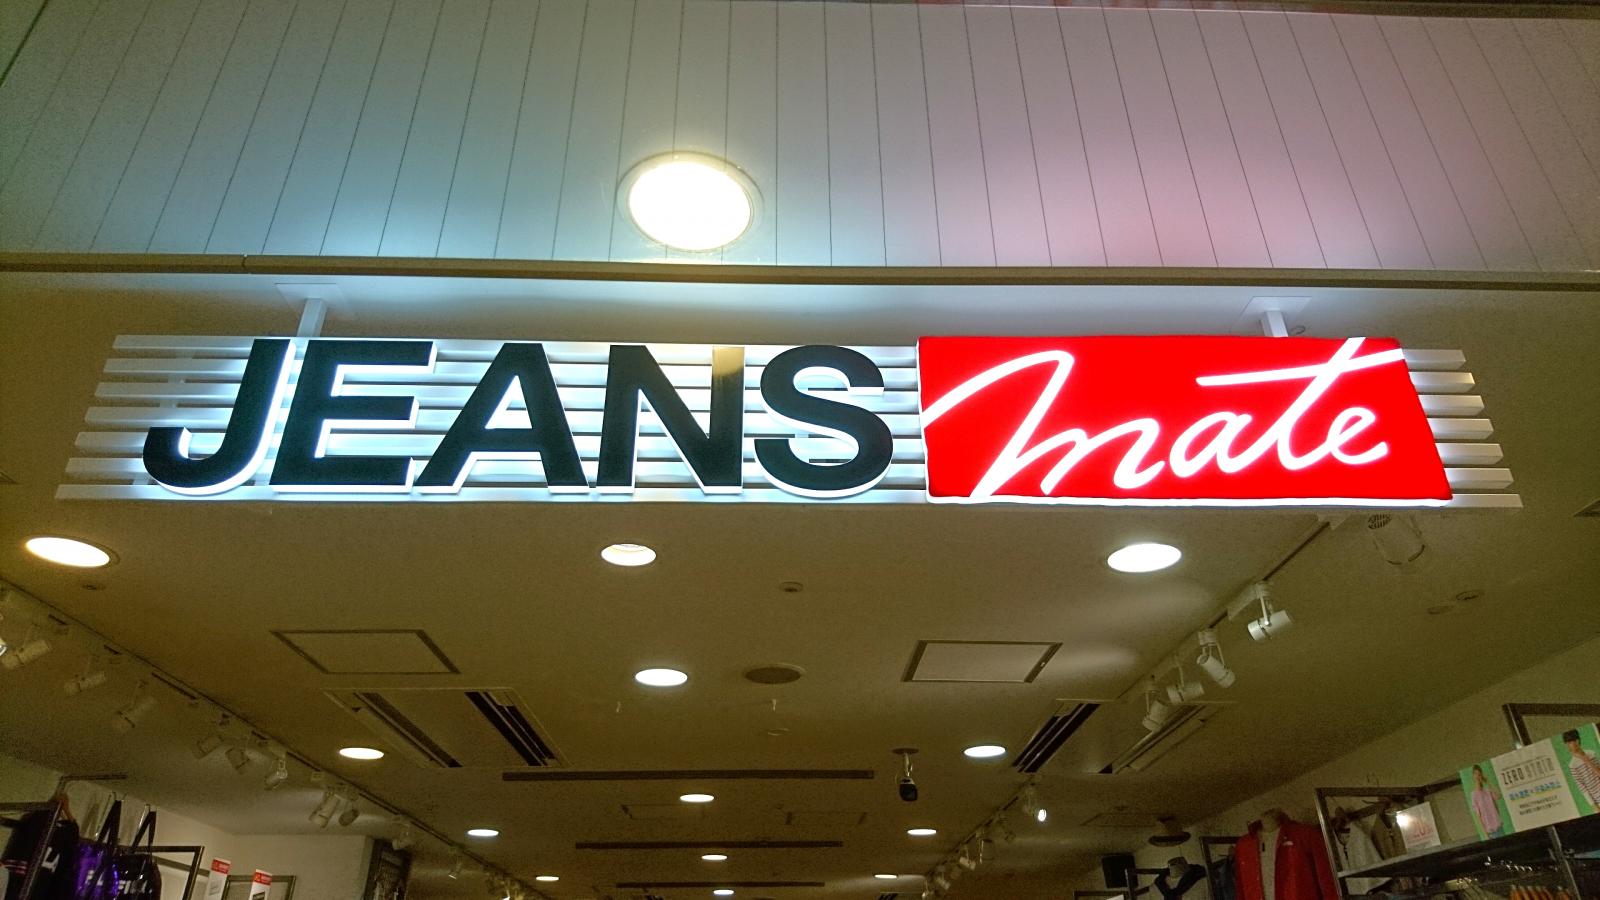 JEANS mate
ZERO STAIN